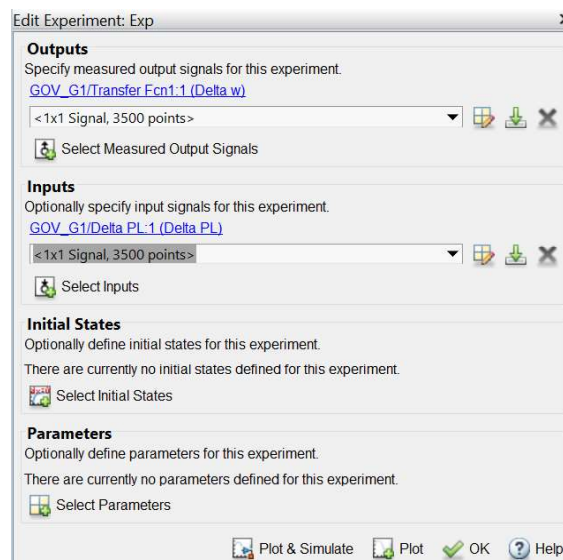 Edit Experiment: Exp
Outputs
Specify measured output signals for this experiment.
GOV_G1/Transfer Fcn1:1 (Delta w)
<1x1 Signal, 3500 points>
Select Measured Output Signals
Inputs
Optionally specify input signals for this experiment.
GOV_G1/Delta PL:1 (Delta PL)
<1x1 Signal, 3500 points>
Select Inputs
Initial States
Optionally define initial states for this experiment.
There are currently no initial states defined for this experiment.
Select Initial States
Parameters
Optionally define parameters for this experiment.
There are currently no parameters defined for this experiment.
Select Parameters
Plot & Simulate Plot OK Help